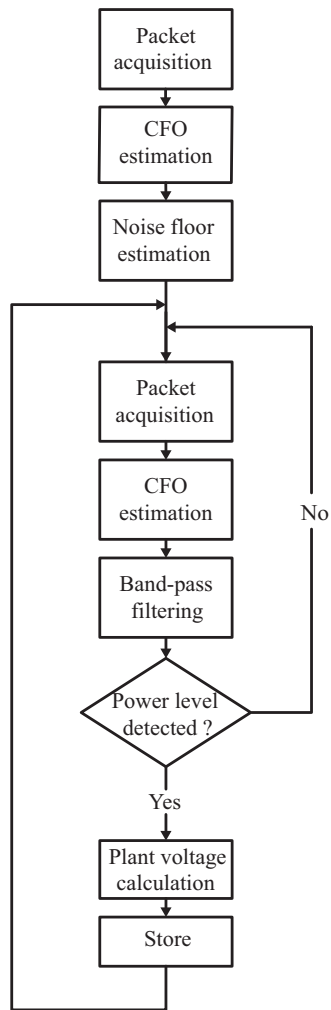 Packet
acquisition
CFO
estimation
Noise floor
estimation
Packet
acquisition
CFO
estimation
No
Band-pass
filtering
Power level
detected ?
Yes
Plant voltage
calculation
Store